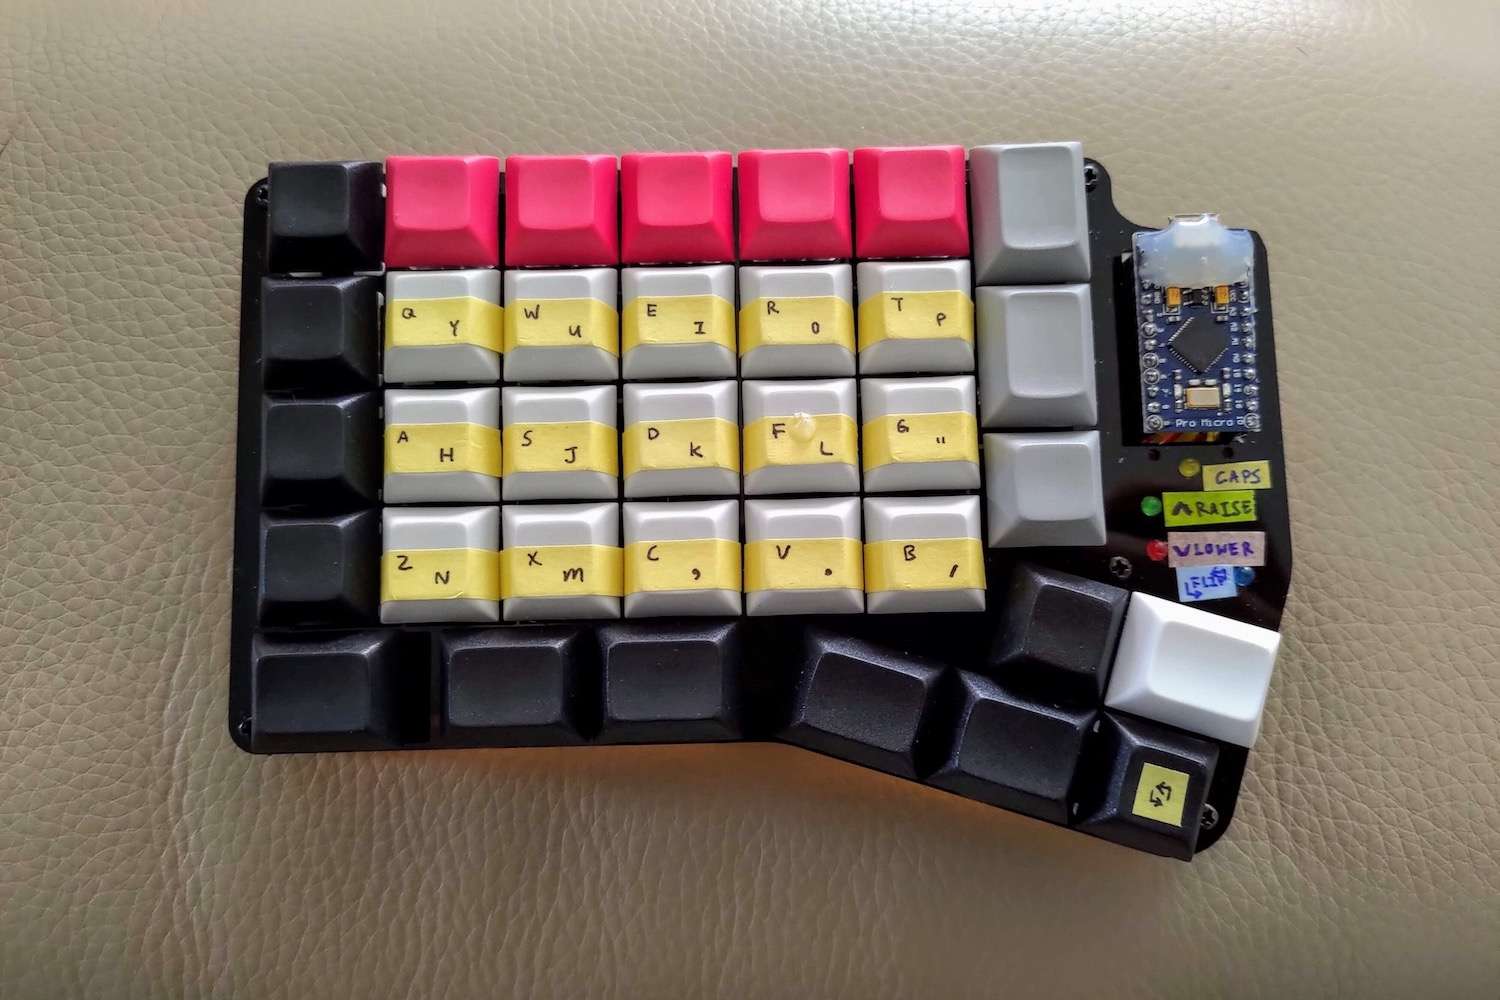 Q Y W U E I R O T P
A H S J D K F L G "
Z N X M C , V . B /
Pro Micro
CAPS
RAISE
LOWER
FLIP